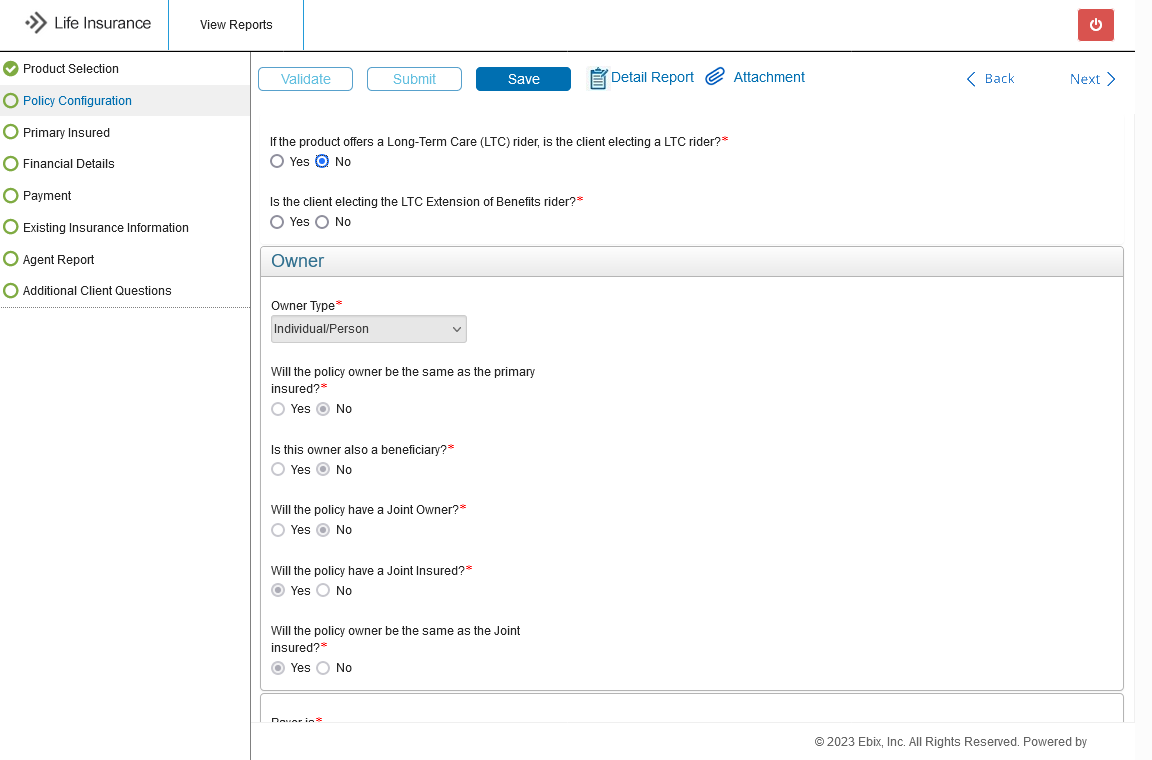 Life Insurance
View Reports
Product Selection
Policy Configuration
Primary Insured
Financial Details
Payment
Existing Insurance Information
Agent Report
Additional Client Questions
Validate Submit Save Detail Report Attachment Back Next
If the product offers a Long-Term Care (LTC) rider, is the client electing a LTC rider?*
Yes No
Is the client electing the LTC Extension of Benefits rider?*
Yes No
Owner
Owner Type*
Individual/Person
Will the policy owner be the same as the primary
insured?*
Yes No
Is this owner also a beneficiary?*
Yes No
Will the policy have a Joint Owner?*
Yes No
Will the policy have a Joint Insured?*
Yes No
Will the policy owner be the same as the Joint
insured?*
Yes No
Payer is*
© 2023 Ebix, Inc. All Rights Reserved. Powered by